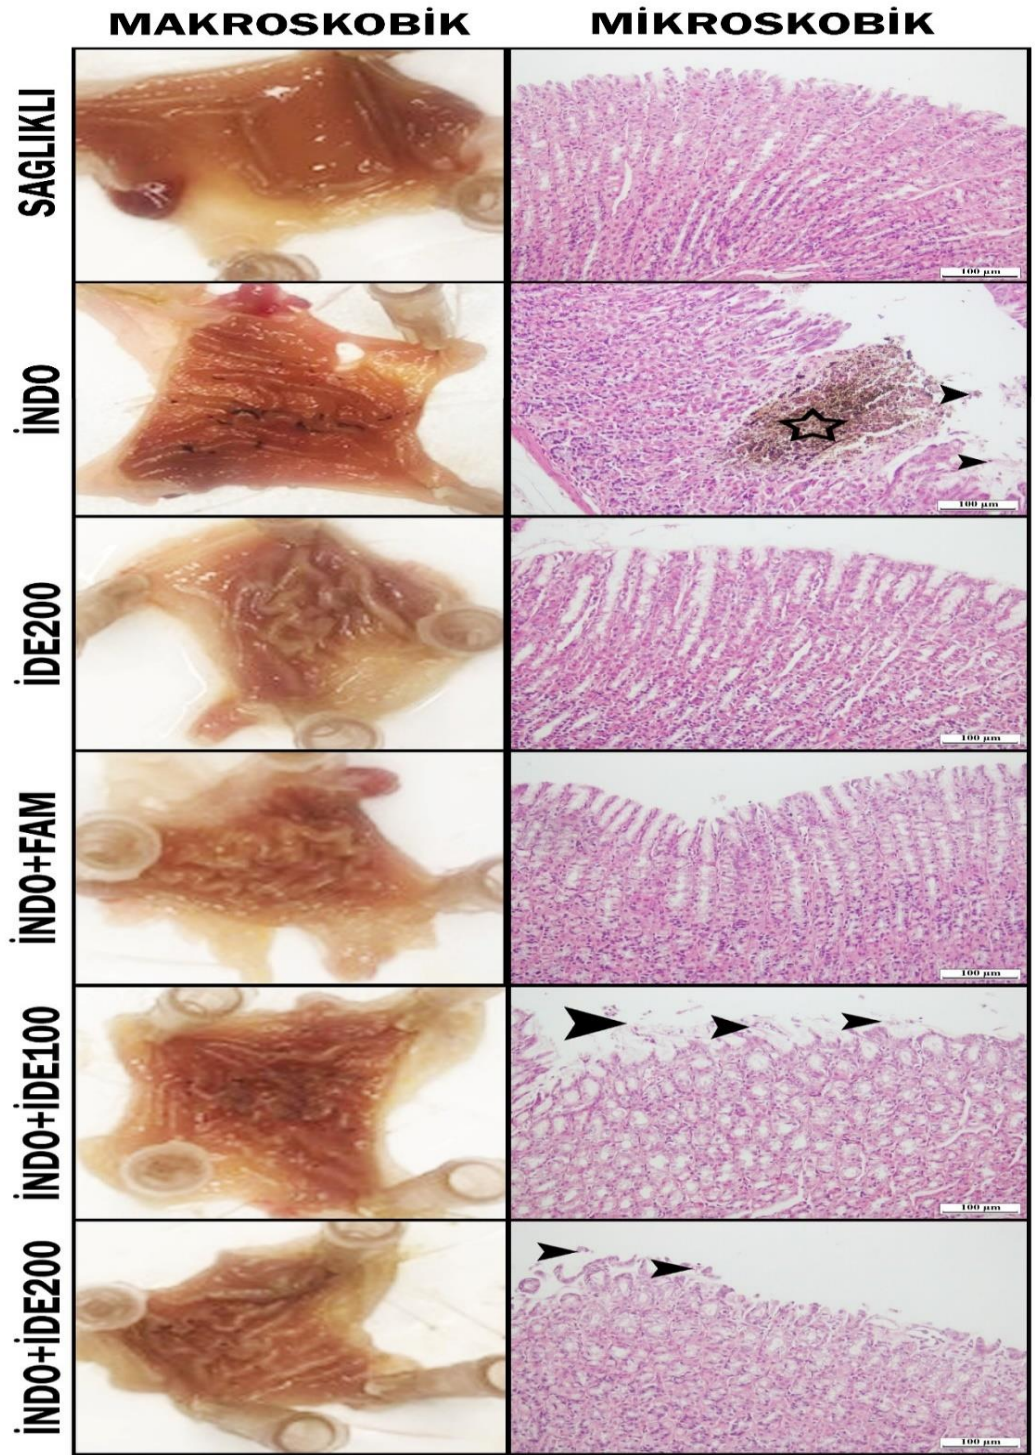 MAKROSKOBİK MİKROSKOBİK
SAGLIKLI
100 µm
İNDO
100 µm
İDE200
100 µm
İNDO+FAM
100 µm
İNDO+İDE100
100 µm
İNDO+İDE200
100 µm